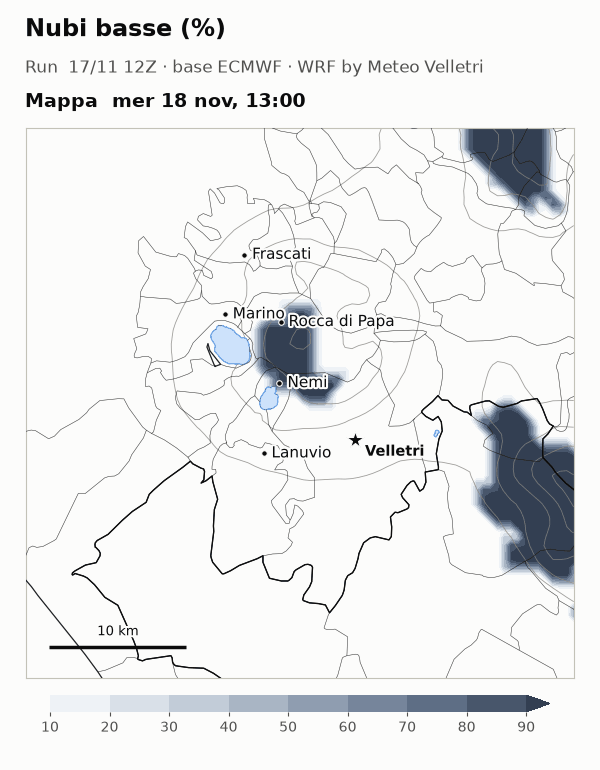 Nubi basse (%)
Run  17/11 12Z · base ECMWF · WRF by Meteo Velletri
Mappa  mer 18 nov, 13:00
Frascati
Marino
Rocca di Papa
Nemi
Velletri
Lanuvio
10 km
10 20 30 40 50 60 70 80 90